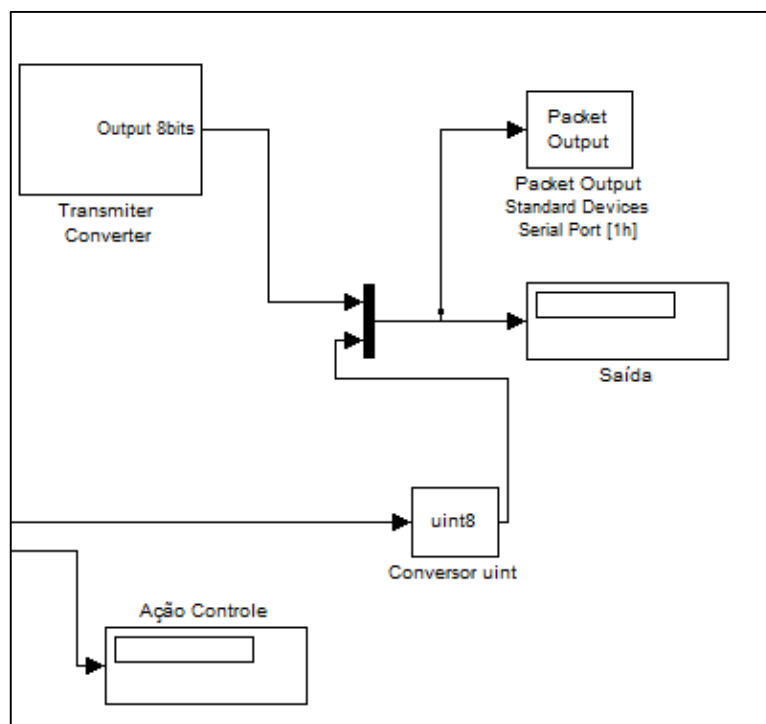 Output 8bits
Transmiter
Converter
Packet
Output
Packet Output
Standard Devices
Serial Port [1h]
Saída
uint8
Conversor uint
Ação Controle